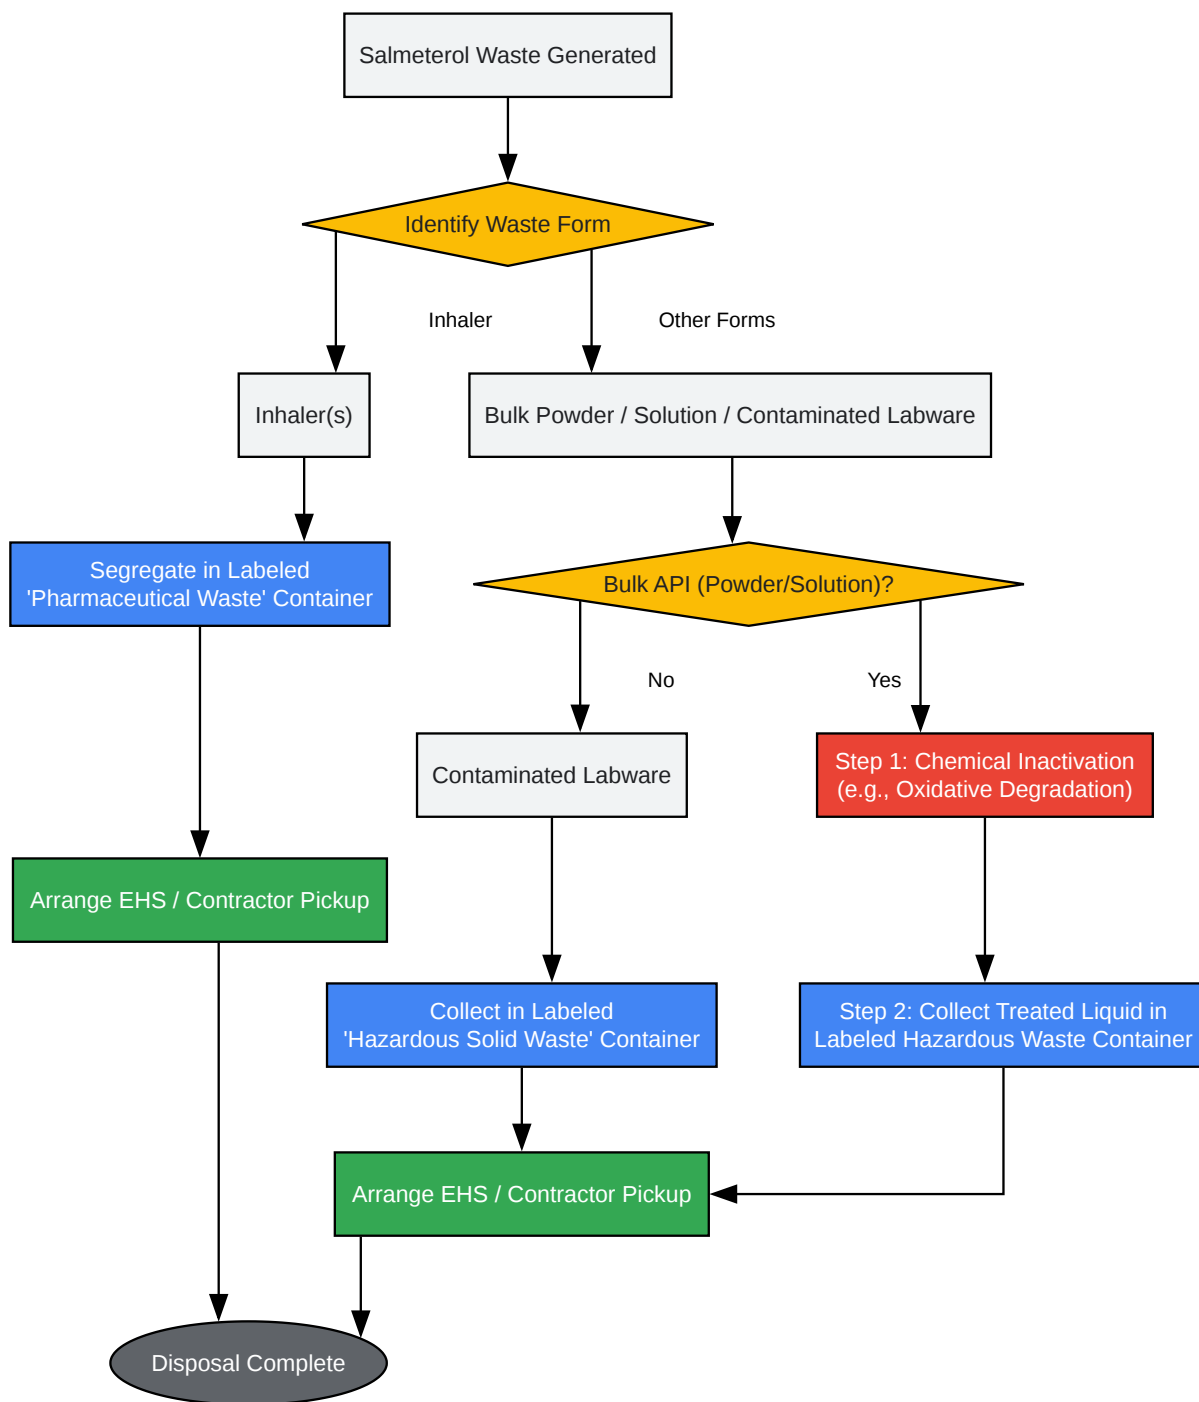 Salmeterol Waste Generated
Identify Waste Form
Inhaler
Other Forms
Inhaler(s)
Bulk Powder / Solution / Contaminated Labware
Segregate in Labeled
'Pharmaceutical Waste' Container
Bulk API (Powder/Solution)?
No
Yes
Contaminated Labware
Step 1: Chemical Inactivation
(e.g., Oxidative Degradation)
Arrange EHS / Contractor Pickup
Collect in Labeled
'Hazardous Solid Waste' Container
Step 2: Collect Treated Liquid in
Labeled Hazardous Waste Container
Arrange EHS / Contractor Pickup
Disposal Complete